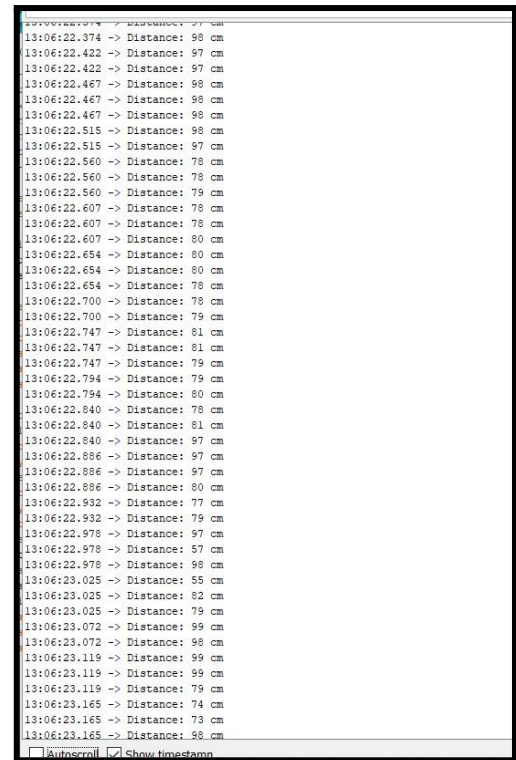 13:06:22.374 -> Distance: 97 cm
13:06:22.374 -> Distance: 98 cm
13:06:22.422 -> Distance: 97 cm
13:06:22.422 -> Distance: 97 cm
13:06:22.467 -> Distance: 98 cm
13:06:22.467 -> Distance: 98 cm
13:06:22.467 -> Distance: 98 cm
13:06:22.515 -> Distance: 98 cm
13:06:22.515 -> Distance: 97 cm
13:06:22.560 -> Distance: 78 cm
13:06:22.560 -> Distance: 78 cm
13:06:22.560 -> Distance: 79 cm
13:06:22.607 -> Distance: 78 cm
13:06:22.607 -> Distance: 78 cm
13:06:22.607 -> Distance: 80 cm
13:06:22.654 -> Distance: 80 cm
13:06:22.654 -> Distance: 80 cm
13:06:22.654 -> Distance: 78 cm
13:06:22.700 -> Distance: 78 cm
13:06:22.700 -> Distance: 79 cm
13:06:22.747 -> Distance: 81 cm
13:06:22.747 -> Distance: 81 cm
13:06:22.747 -> Distance: 79 cm
13:06:22.794 -> Distance: 79 cm
13:06:22.794 -> Distance: 80 cm
13:06:22.840 -> Distance: 78 cm
13:06:22.840 -> Distance: 81 cm
13:06:22.840 -> Distance: 97 cm
13:06:22.886 -> Distance: 97 cm
13:06:22.886 -> Distance: 97 cm
13:06:22.886 -> Distance: 80 cm
13:06:22.932 -> Distance: 77 cm
13:06:22.932 -> Distance: 79 cm
13:06:22.978 -> Distance: 97 cm
13:06:22.978 -> Distance: 57 cm
13:06:22.978 -> Distance: 98 cm
13:06:23.025 -> Distance: 55 cm
13:06:23.025 -> Distance: 82 cm
13:06:23.025 -> Distance: 79 cm
13:06:23.072 -> Distance: 99 cm
13:06:23.072 -> Distance: 98 cm
13:06:23.119 -> Distance: 99 cm
13:06:23.119 -> Distance: 99 cm
13:06:23.119 -> Distance: 79 cm
13:06:23.165 -> Distance: 74 cm
13:06:23.165 -> Distance: 73 cm
13:06:23.165 -> Distance: 98 cm
Autoscroll Show timestamp